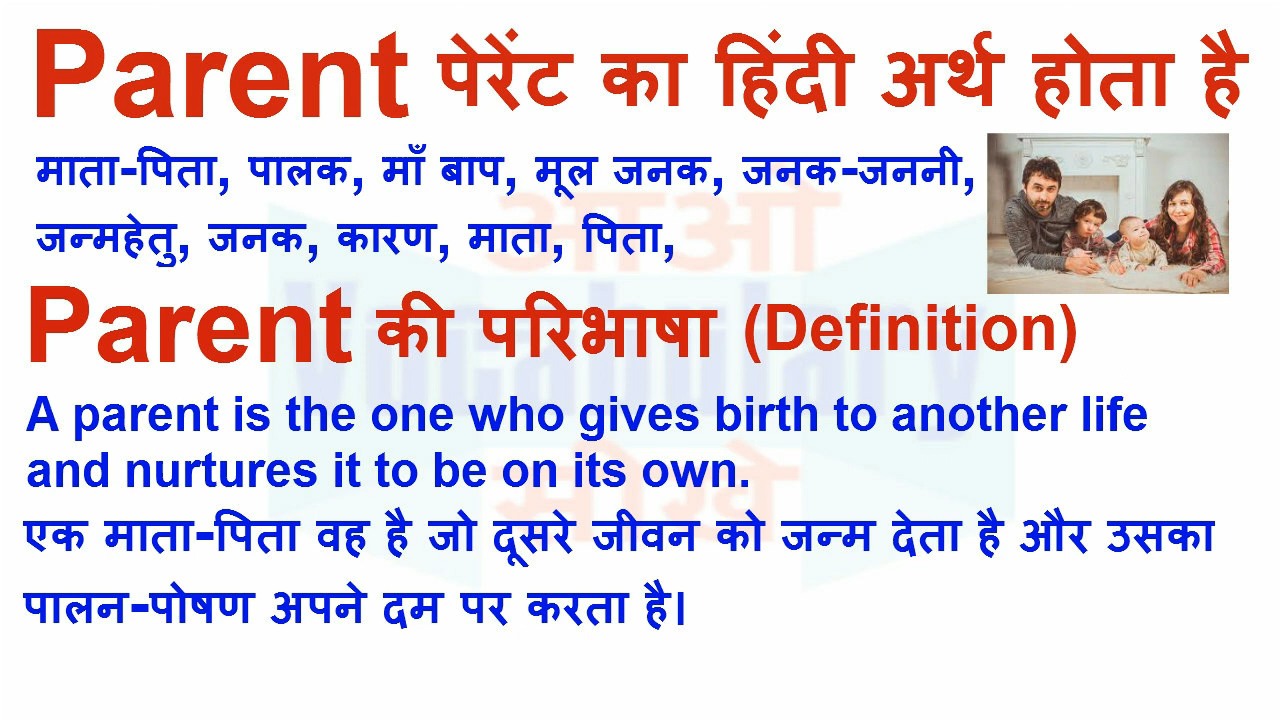 Parent पेरेंट का हिंदी अर्थ होता है
माता-पिता, पालक, माँ बाप, मूल जनक, जनक-जननी,
जन्महेतु, जनक, कारण, माता, पिता,
Parent की परिभाषा (Definition)
A parent is the one who gives birth to another life
and nurtures it to be on its own.
एक माता-पिता वह है जो दूसरे जीवन को जन्म देता है और उसका
पालन-पोषण अपने दम पर करता है।
आओ
Vocabulary
सीखे